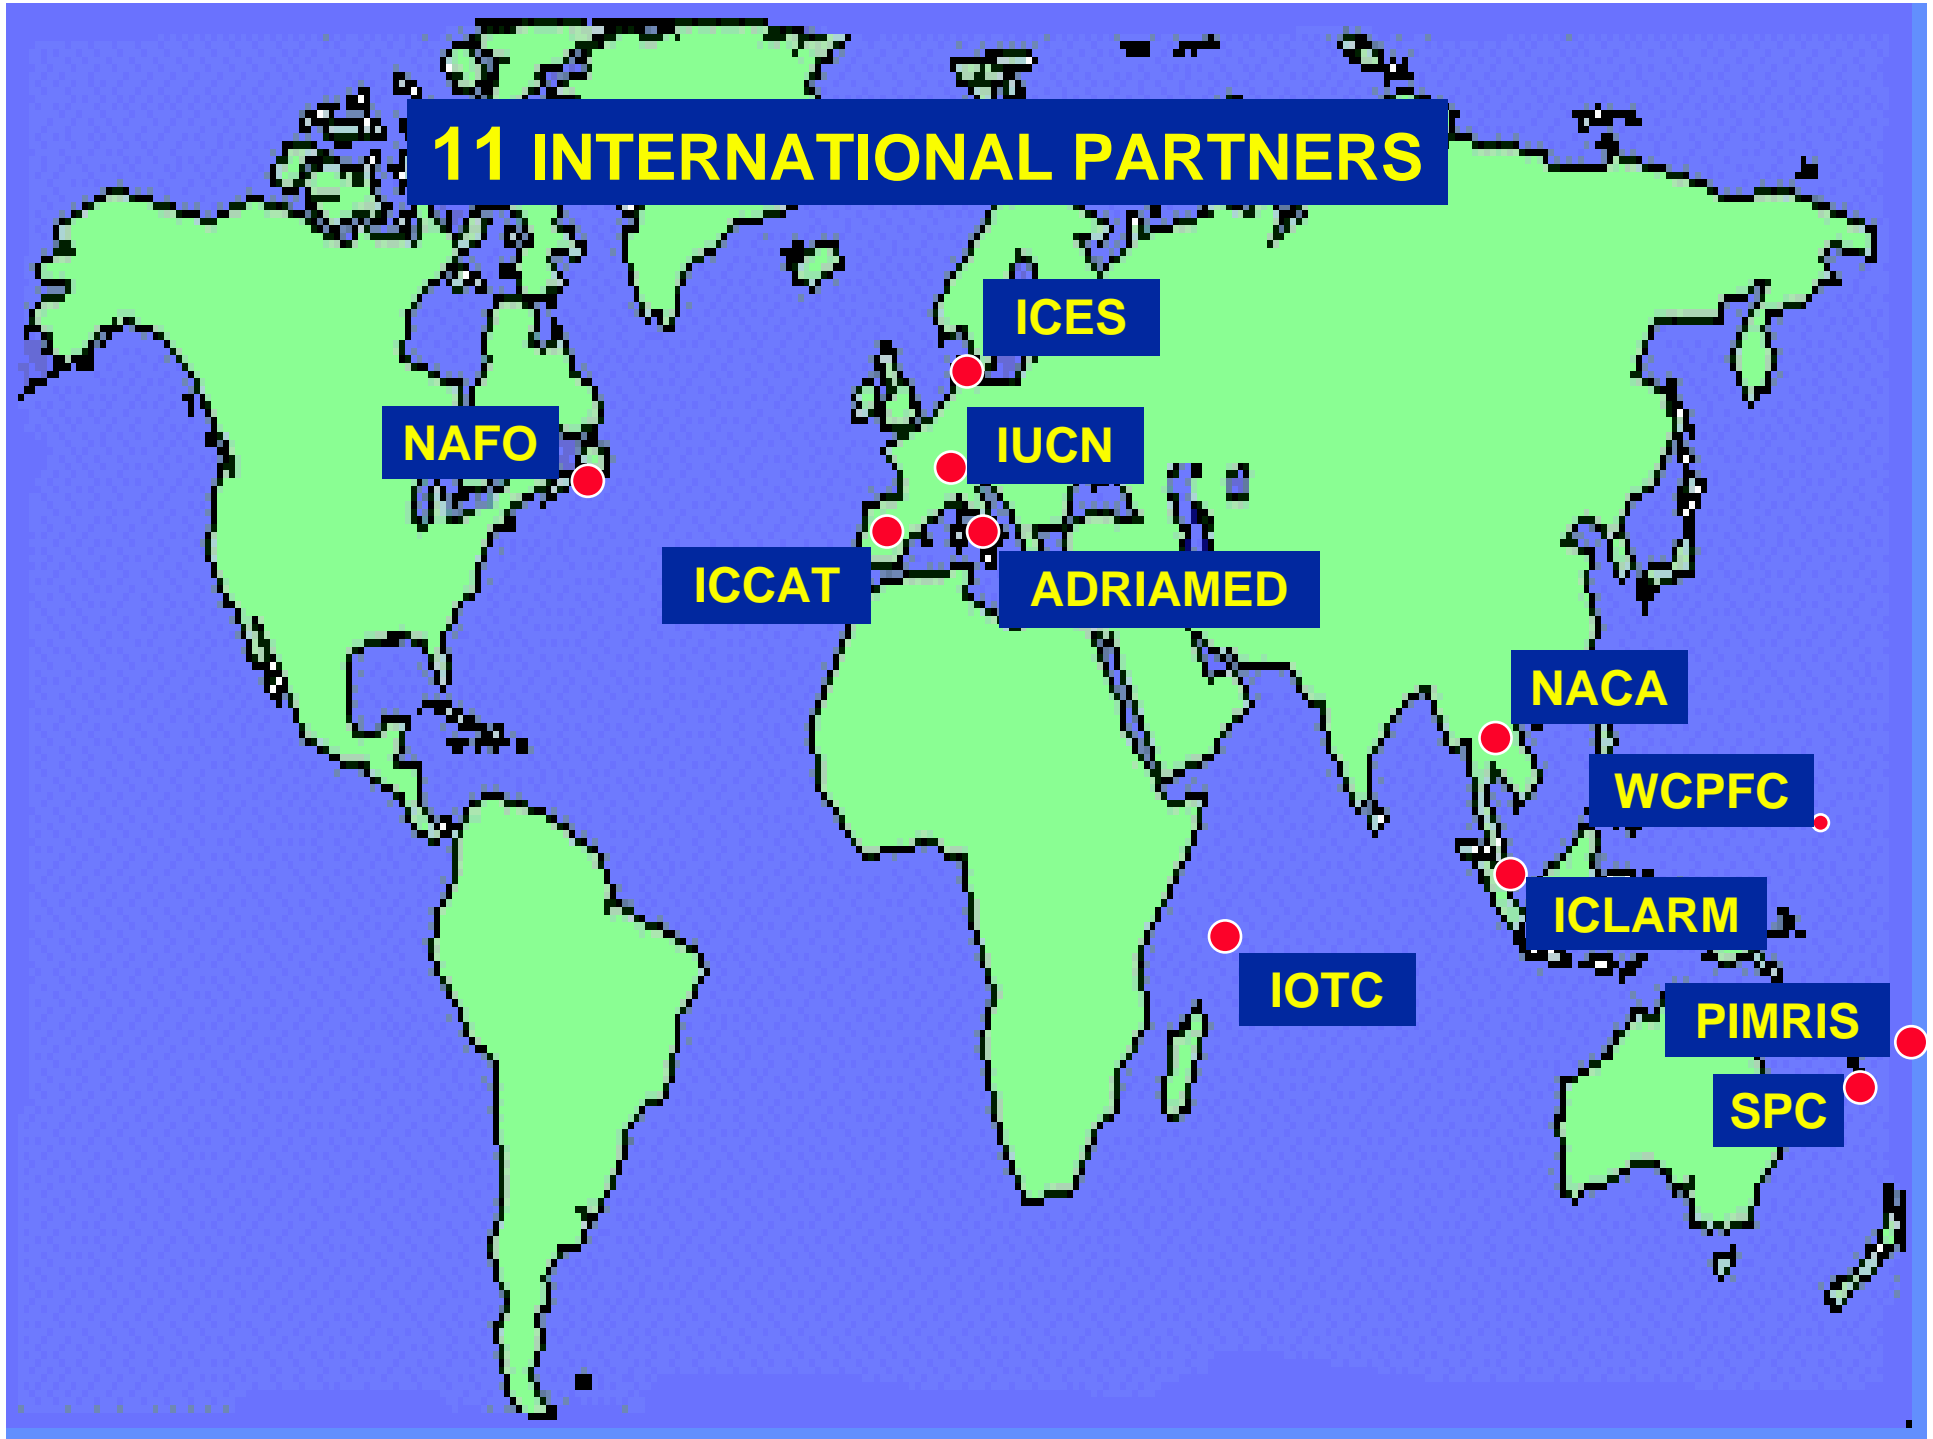 11 INTERNATIONAL PARTNERS
ICES
NAFO
IUCN
ICCAT
ADRIAMED
NACA
WCPFC
ICLARM
IOTC
PIMRIS
SPC